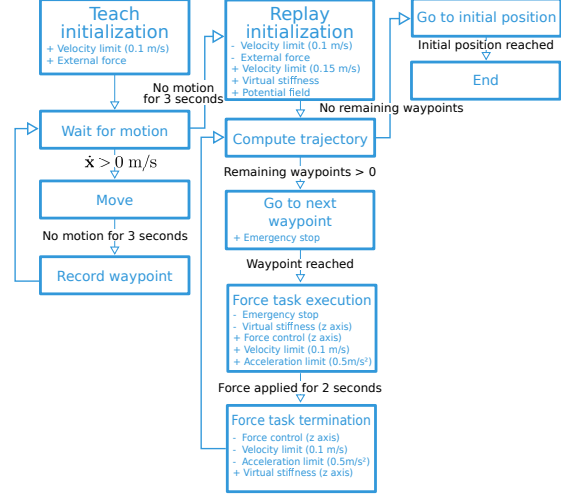 Teach
initialization
+ Velocity limit (0.1 m/s)
+ External force
No motion
for 3 seconds
Wait for motion
ẋ > 0 m/s
Move
No motion for 3 seconds
Record waypoint
Replay
initialization
- Velocity limit (0.1 m/s)
- External force
+ Velocity limit (0.15 m/s)
+ Virtual stiffness
+ Potential field
No remaining waypoints
Compute trajectory
Remaining waypoints > 0
Go to next
waypoint
+ Emergency stop
Waypoint reached
Force task execution
- Emergency stop
- Virtual stiffness (z axis)
+ Force control (z axis)
+ Velocity limit (0.1 m/s)
+ Acceleration limit (0.5m/s²)
Force applied for 2 seconds
Force task termination
- Force control (z axis)
- Velocity limit (0.1 m/s)
- Acceleration limit (0.5m/s²)
+ Virtual stiffness (z axis)
Go to initial position
Initial position reached
End